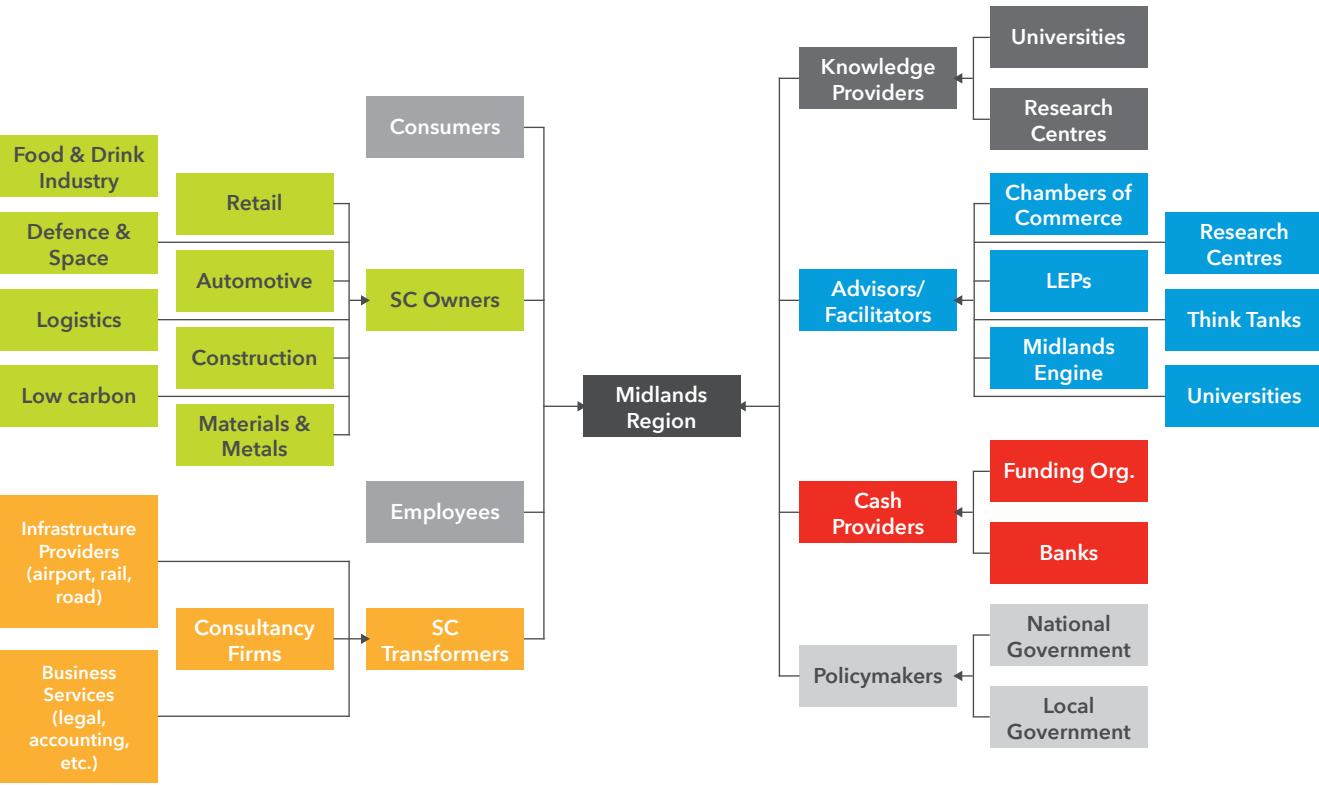 Food & Drink
Industry
Defence &
Space
Logistics
Low carbon
Retail
Automotive
Construction
Materials &
Metals
Infrastructure
Providers
(airport, rail,
road)
Business
Services
(legal,
accounting,
etc.)
Consultancy
Firms
Consumers
SC Owners
Employees
SC
Transformers
Midlands
Region
Knowledge
Providers
Advisors/
Facilitators
Cash
Providers
Policymakers
Universities
Research
Centres
Chambers of
Commerce
LEPs
Midlands
Engine
Research
Centres
Think Tanks
Universities
Funding Org.
Banks
National
Government
Local
Government